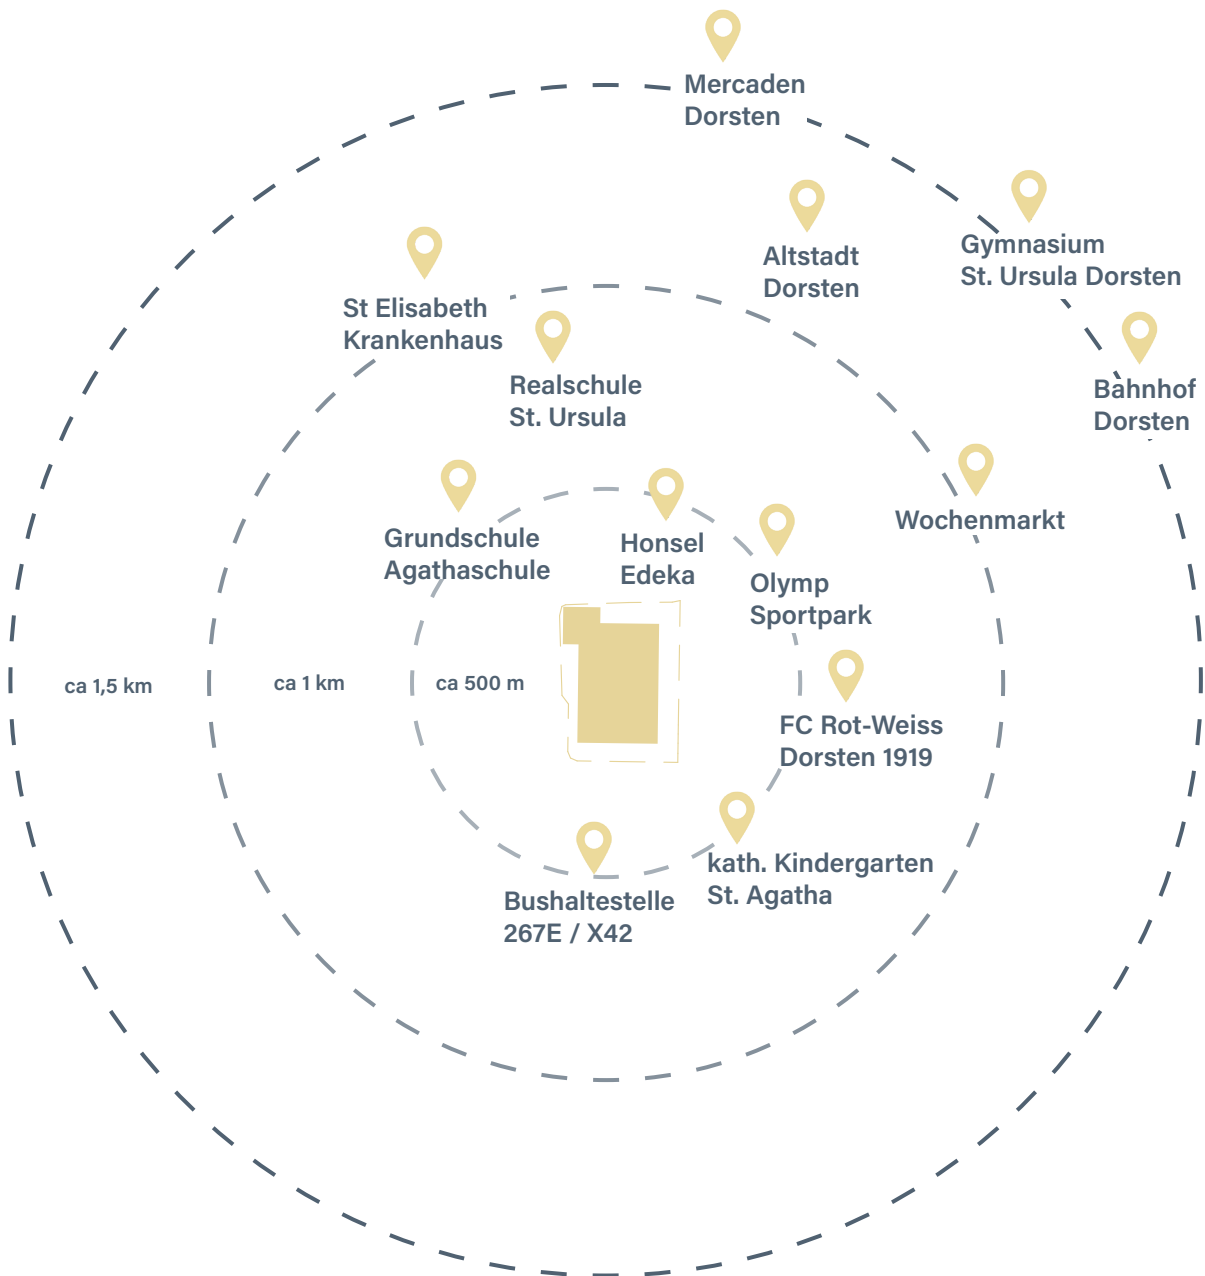 Mercaden
Dorsten
Altstadt
Dorsten
Gymnasium
St. Ursula Dorsten
St Elisabeth
Krankenhaus
Realschule
St. Ursula
Bahnhof
Dorsten
Wochenmarkt
Grundschule
Agathaschule
Honsel
Edeka
Olymp
Sportpark
ca 1,5 km
ca 1 km
ca 500 m
FC Rot-Weiss
Dorsten 1919
kath. Kindergarten
St. Agatha
Bushaltestelle
267E / X42